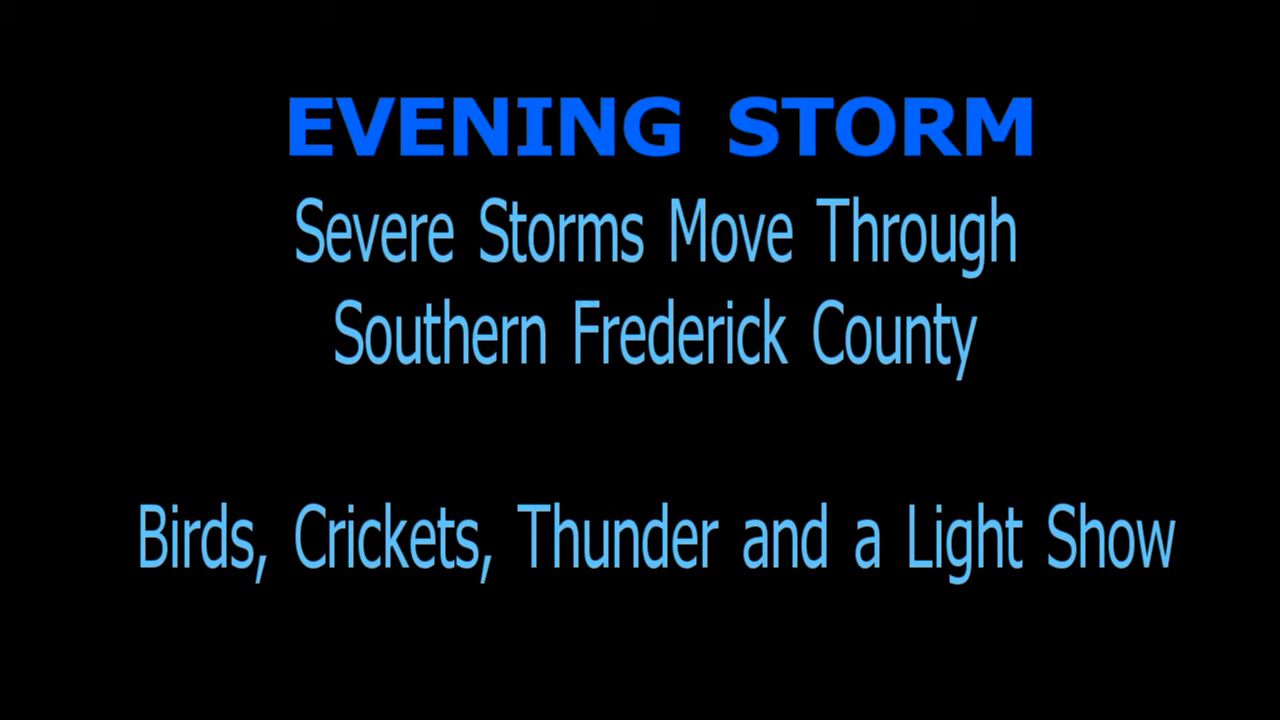 EVENING STORM
Severe Storms Move Through
Southern Frederick County
Birds, Crickets, Thunder and a Light Show